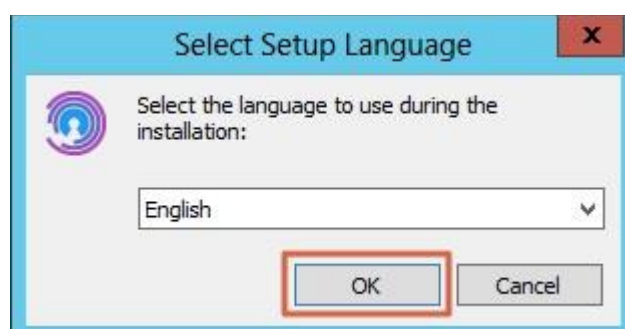 Select Setup Language
x
Select the language to use during the
installation:
English
OK
Cancel